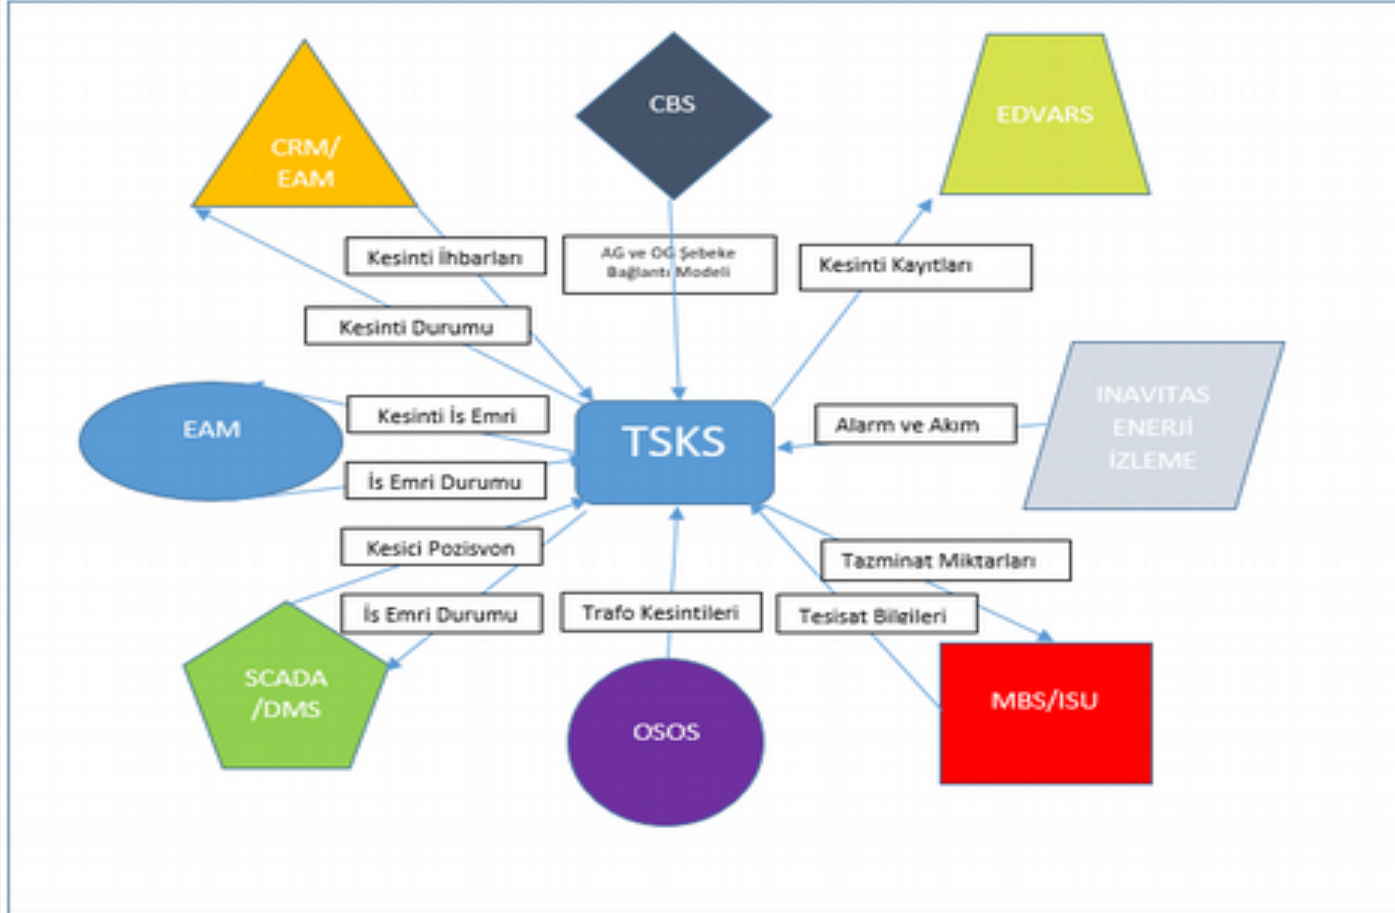 CBS
EDVARS
CRM/
EAM
Kesinti İhbarları
AG ve OG Şebeke
Bağlantı Modeli
Kesinti Kayıtları
Kesinti Durumu
INAVITAS
ENERJİ
İZLEME
Kesinti İs Emri
Alarm ve Akım
EAM
TSKS
İs Emri Durumu
Kesici Pozisvon
Tazminat Miktarları
İs Emri Durumu
Trafo Kesintileri
Tesisat Bilgileri
SCADA
/DMS
OSOS
MBS/ISU